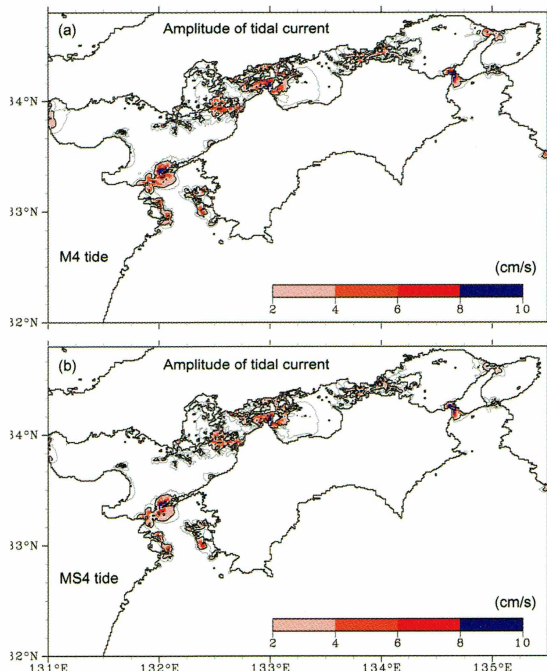 (a)
Amplitude of tidal current
34°N
33°N
M4 tide
(cm/s)
2 4 6 8 10
32°N
(b)
Amplitude of tidal current
34°N
33°N
MS4 tide
(cm/s)
2 4 6 8 10
32°N
131°E 132°E 133°E 134°E 135°E